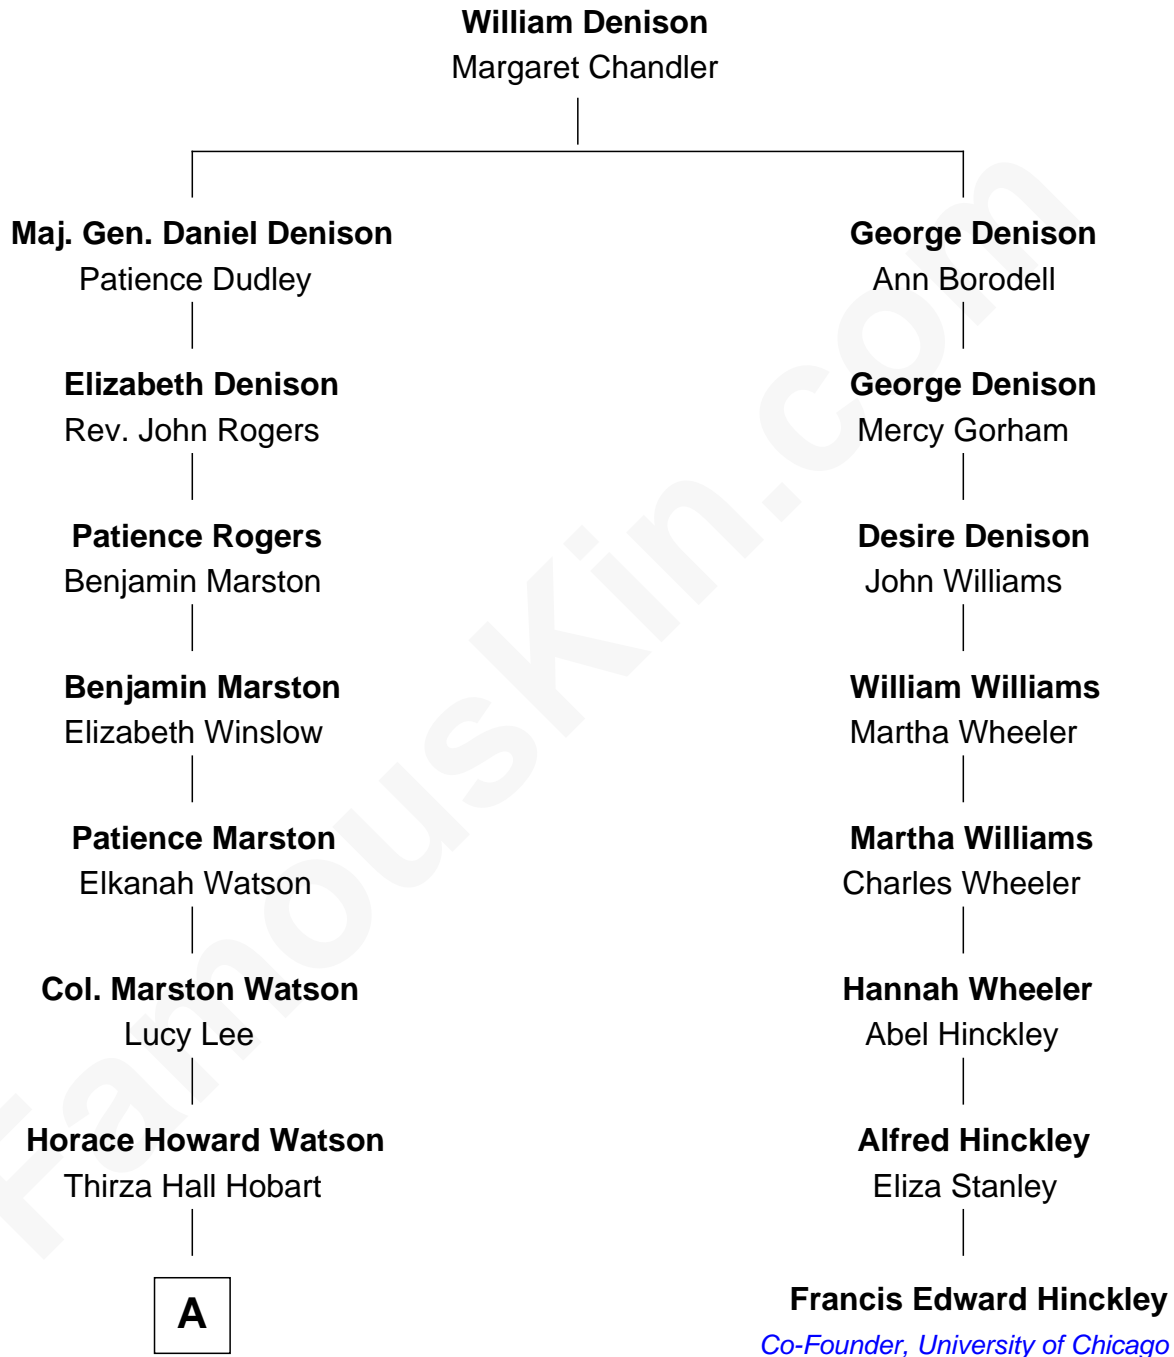 William Denison
Margaret Chandler
Maj. Gen. Daniel Denison
Patience Dudley
Elizabeth Denison
Rev. John Rogers
Patience Rogers
Benjamin Marston
Benjamin Marston
Elizabeth Winslow
Patience Marston
Elkanah Watson
Col. Marston Watson
Lucy Lee
Horace Howard Watson
Thirza Hall Hobart
A
George Denison
Ann Borodell
George Denison
Mercy Gorham
Desire Denison
John Williams
William Williams
Martha Wheeler
Martha Williams
Charles Wheeler
Hannah Wheeler
Abel Hinckley
Alfred Hinckley
Eliza Stanley
Francis Edward Hinckley
Co-Founder, University of Chicago
FamousKin.com